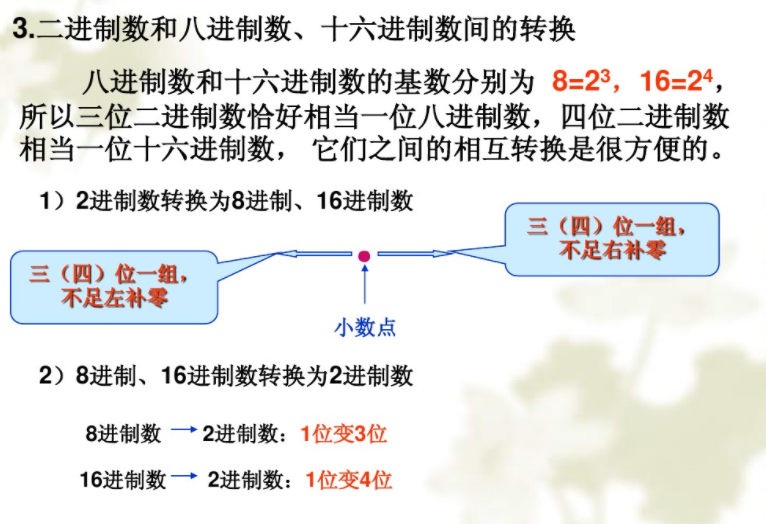 3.二进制数和八进制数、十六进制数间的转换
八进制数和十六进制数的基数分别为 8=2³，16=2⁴，
所以三位二进制数恰好相当一位八进制数，四位二进制数
相当一位十六进制数， 它们之间的相互转换是很方便的。
1）2进制数转换为8进制、16进制数
三（四）位一组，
不足右补零
三（四）位一组，
不足左补零
小数点
2）8进制、16进制数转换为2进制数
8进制数 → 2进制数：1位变3位
16进制数 → 2进制数：1位变4位